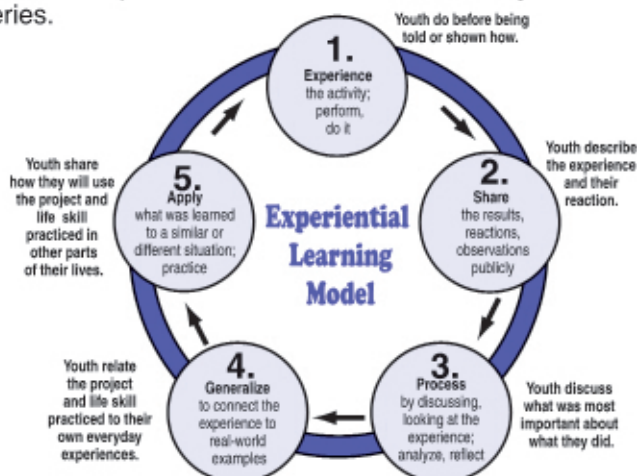 eries.
Youth do before being
told or shown how.
1.
Experience
the activity;
perform,
do it
Youth describe
the experience
and their
reaction.
2.
Share
the results,
reactions,
observations
publicly
Youth share
how they will use
the project and
life skill
practiced in
other parts
of their lives.
5.
Apply
what was learned
to a similar or
different situation;
practice
Experiential
Learning
Model
3.
Process
by discussing,
looking at the
experience;
analyze, reflect
Youth discuss
what was most
important about
what they did.
4.
Generalize
to connect the
experience to
real-world
examples
Youth relate
the project
and life skill
practiced to their
own everyday
experiences.